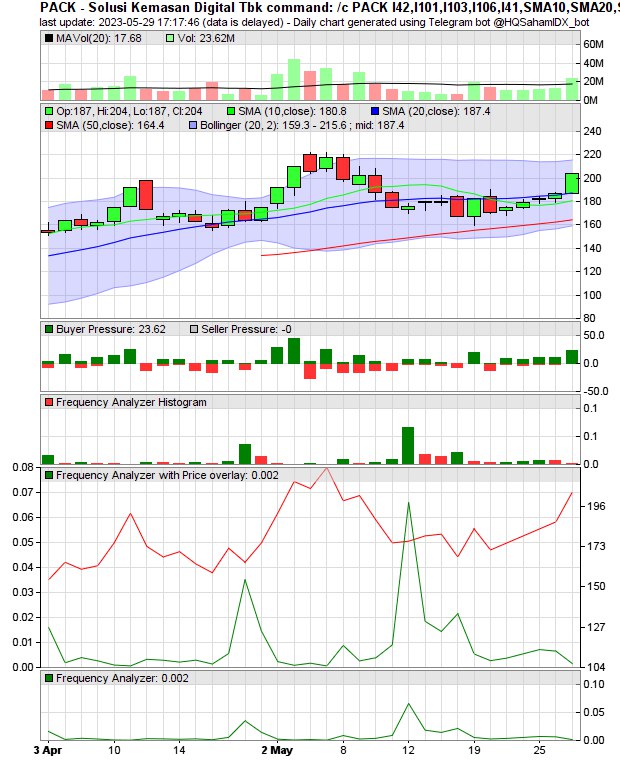 PACK - Solusi Kemasan Digital Tbk command: /c PACK I42,I101,I103,I106,I41,SMA10,SMA20,S
last update: 2023-05-29 17:17:46 (data is delayed) - Daily chart generated using Telegram bot @HQSahamIDX_bot
MAVol(20): 17.68 Vol: 23.62M
60M
40M
20M
0M
Op:187, Hi:204, Lo:187, Cl:204 SMA (10,close): 180.8 SMA (20,close): 187.4
SMA (50,close): 164.4 Bollinger (20, 2): 159.3 - 215.6; mid: 187.4
240
220
200
180
160
140
120
100
80
Buyer Pressure: 23.62 Seller Pressure: -0
50.0
0.0
-50.0
Frequency Analyzer Histogram
0.1
0.1
0.0
Frequency Analyzer with Price overlay: 0.002
0.08
0.07
0.06
0.05
0.04
0.03
0.02
0.01
0.00
196
173
150
127
104
Frequency Analyzer: 0.002
0.10
0.05
0.00
3 Apr 10 14 2 May 8 12 19 25